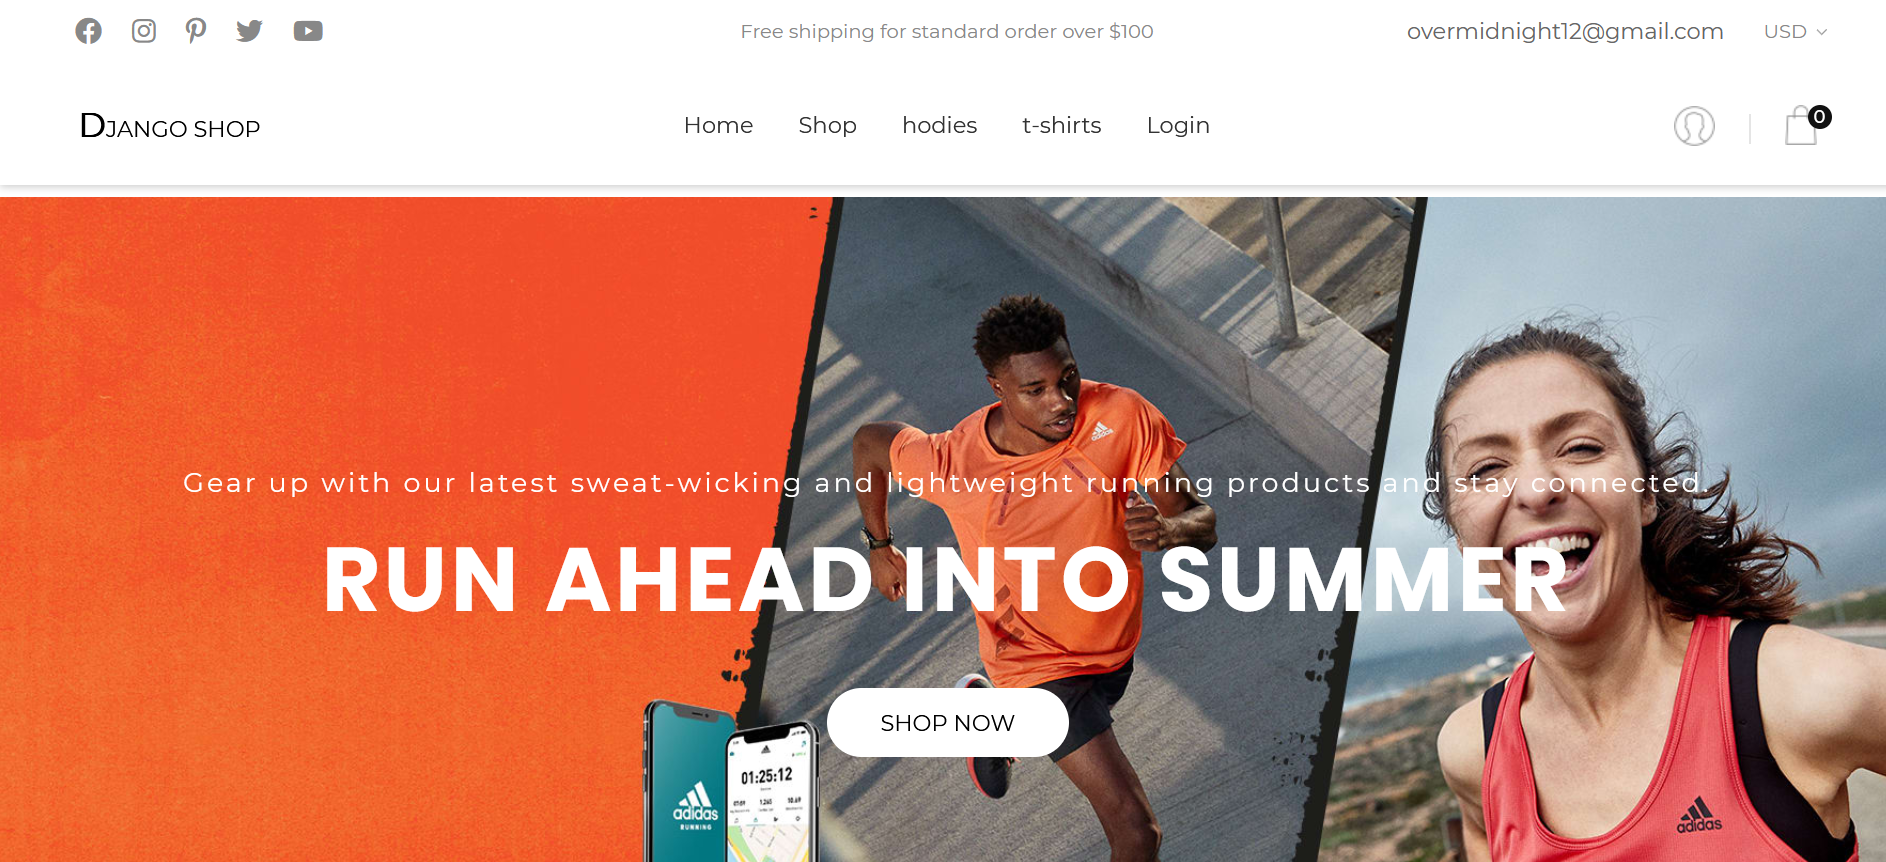 Free shipping for standard order over $100
overmidnight12@gmail.com
USD
DJANGO SHOP
Home
Shop
hodies
t-shirts
Login
0
adidas
Gear up with our latest sweat-wicking and lightweight running products and stay connected.
RUN AHEAD INTO SUMMER
SHOP NOW
01:25:12
adidas
RUNNING
adidas